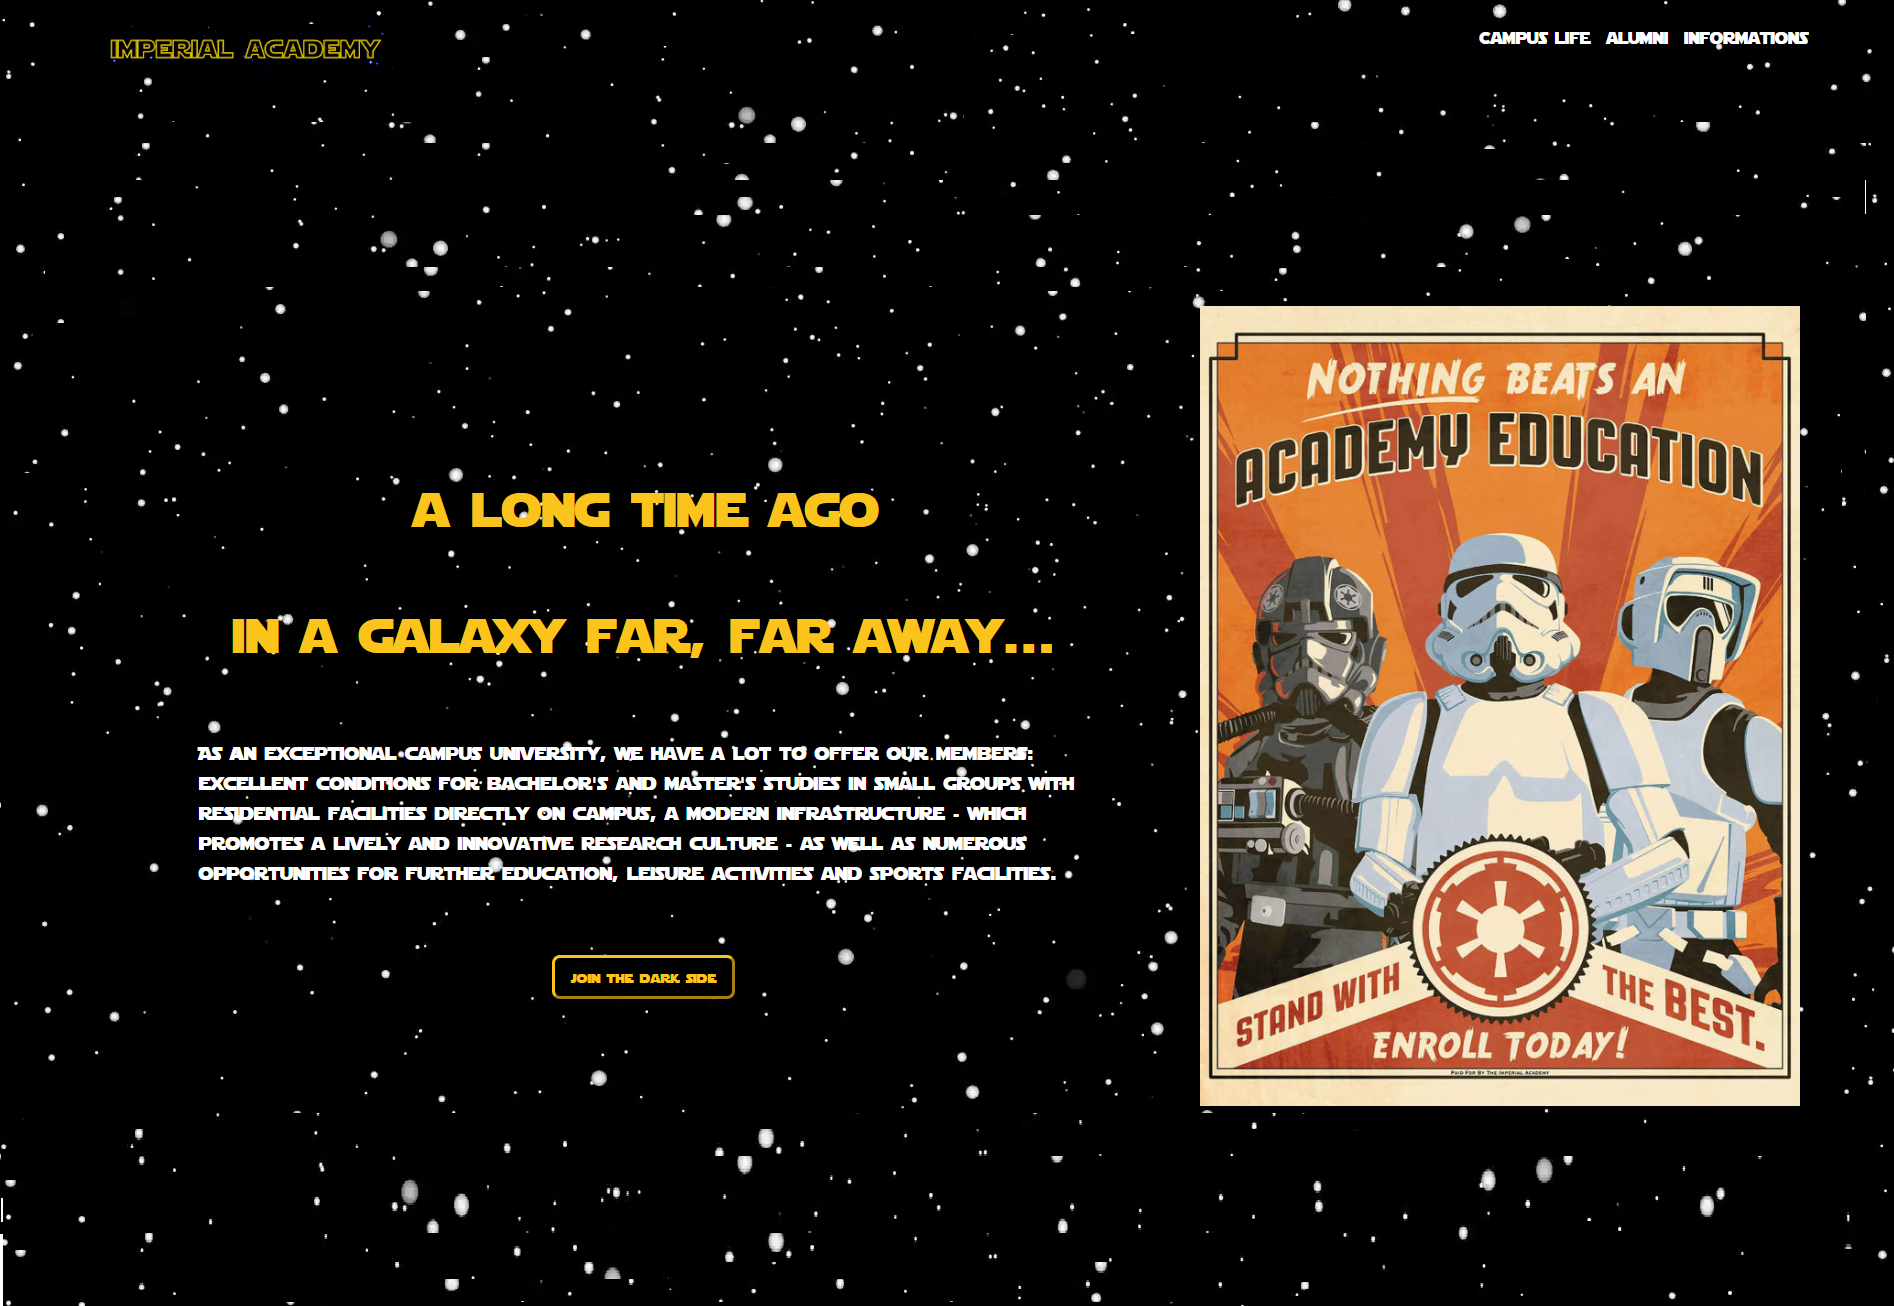 IMPERIAL ACADEMY
CAMPUS LIFE ALUMNI INFORMATIONS
A LONG TIME AGO
IN A GALAXY FAR, FAR AWAY...
AS AN EXCEPTIONAL CAMPUS UNIVERSITY, WE HAVE A LOT TO OFFER OUR MEMBERS:
EXCELLENT CONDITIONS FOR BACHELOR'S AND MASTER'S STUDIES IN SMALL GROUPS WITH
RESIDENTIAL FACILITIES DIRECTLY ON CAMPUS, A MODERN INFRASTRUCTURE - WHICH
PROMOTES A LIVELY AND INNOVATIVE RESEARCH CULTURE - AS WELL AS NUMEROUS
OPPORTUNITIES FOR FURTHER EDUCATION, LEISURE ACTIVITIES AND SPORTS FACILITIES.
JOIN THE DARK SIDE
NOTHING BEATS AN
ACADEMY EDUCATION
STAND WITH THE BEST.
ENROLL TODAY!
PAID FOR BY THE IMPERIAL ACADEMY